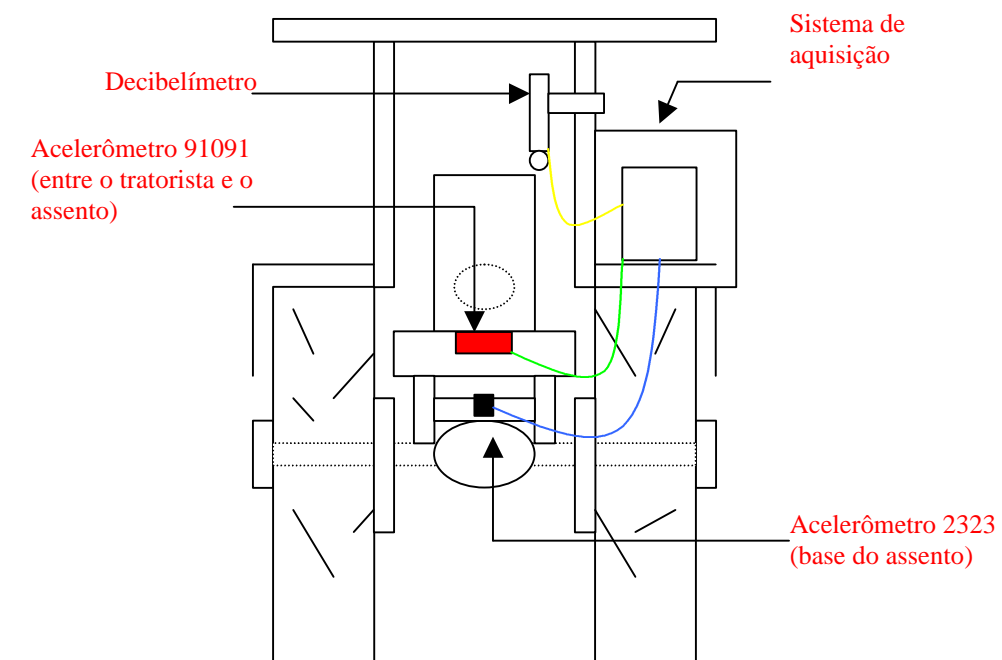 Sistema de
aquisição
Decibelímetro
Acelerômetro 91091
(entre o tratorista e o
assento)
Acelerômetro 2323
(base do assento)